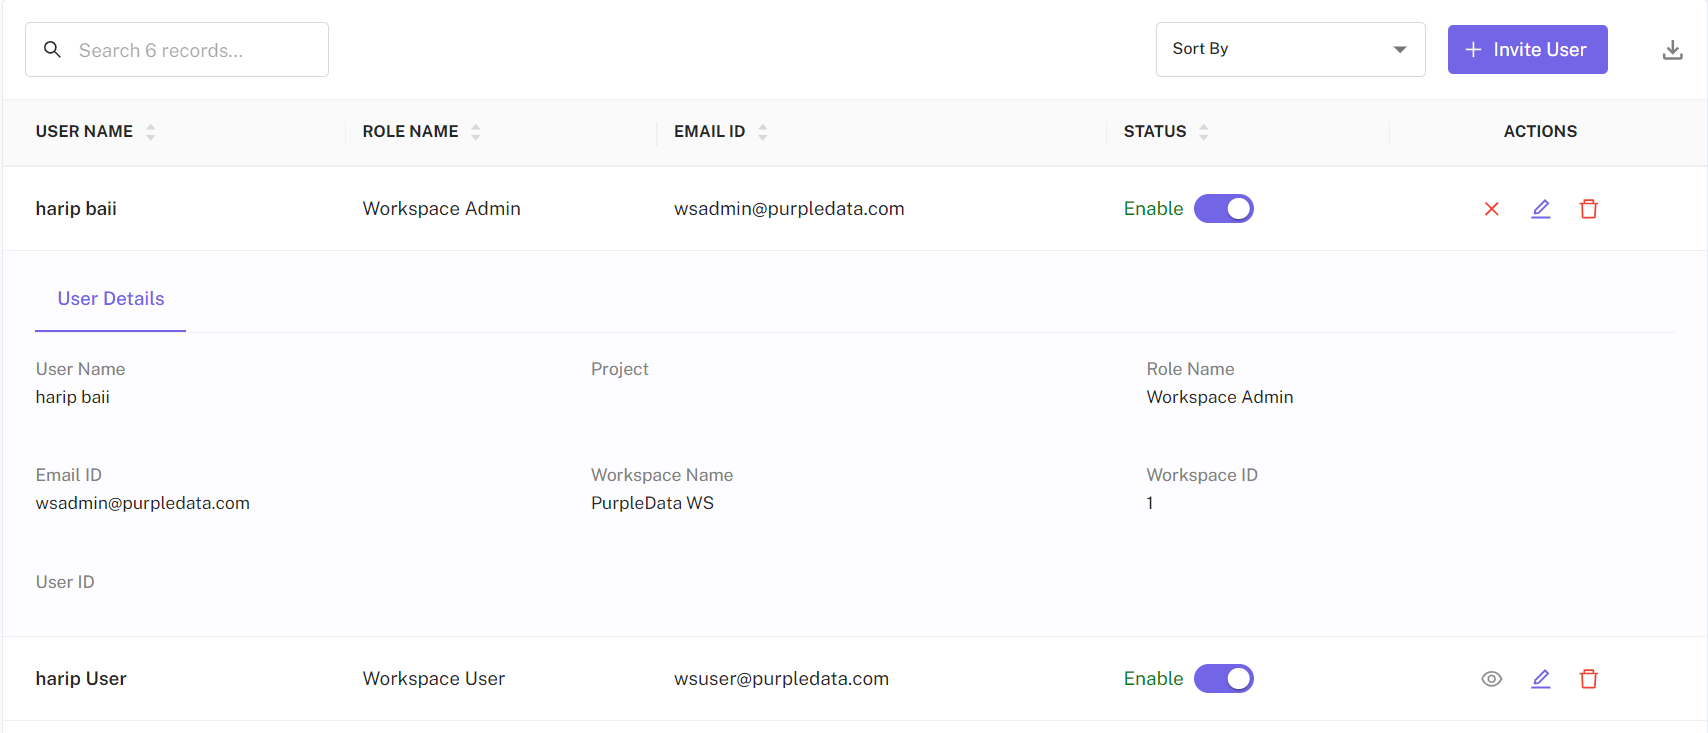 Search 6 records...
Sort By
Invite User
USER NAME ROLE NAME EMAIL ID STATUS ACTIONS
harip baii Workspace Admin wsadmin@purpledata.com Enable
User Details
User Name Project Role Name
harip baii Workspace Admin
Email ID Workspace Name Workspace ID
wsadmin@purpledata.com PurpleData WS 1
User ID
harip User Workspace User wsuser@purpledata.com Enable